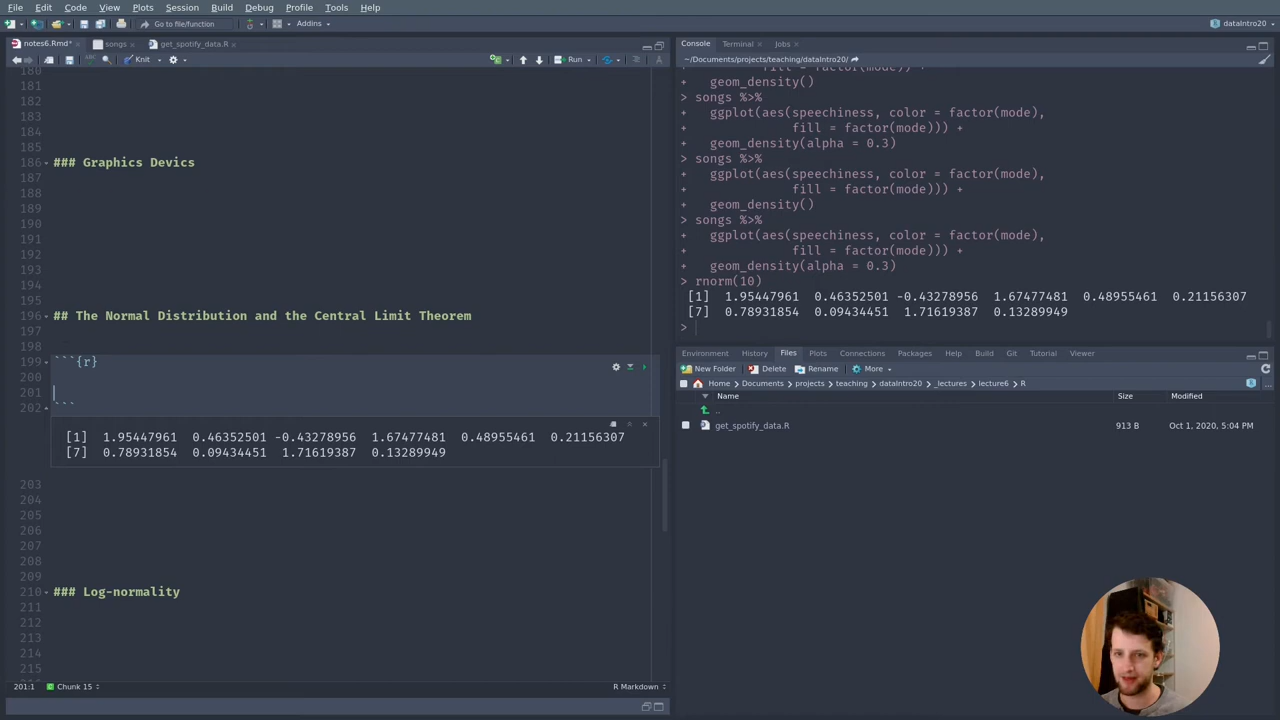 File Edit Code View Plots Session Build Debug Profile Tools Help
Go to file/function Addins dataIntro20
notes6.Rmd* songs get_spotify_data.R
Knit Run
180
181
182
183
184
185
186 ### Graphics Devics
187
188
189
190
191
192
193
194
195
196 ## The Normal Distribution and the Central Limit Theorem
197
198
199 ```{r}
200
201
202 ```
[1] 1.95447961 0.46352501 -0.43278956 1.67477481 0.48955461 0.21156307
[7] 0.78931854 0.09434451 1.71619387 0.13289949
203
204
205
206
207
208
209
210 ### Log-normality
211
212
213
214
215
201:1 Chunk 15 R Markdown
Console Terminal Jobs
~/Documents/projects/teaching/dataIntro20/
+ fill = factor(mode))) +
+ geom_density()
> songs %>%
+ ggplot(aes(speechiness, color = factor(mode),
+ fill = factor(mode))) +
+ geom_density(alpha = 0.3)
> songs %>%
+ ggplot(aes(speechiness, color = factor(mode),
+ fill = factor(mode))) +
+ geom_density()
> songs %>%
+ ggplot(aes(speechiness, color = factor(mode),
+ fill = factor(mode))) +
+ geom_density(alpha = 0.3)
> rnorm(10)
[1] 1.95447961 0.46352501 -0.43278956 1.67477481 0.48955461 0.21156307
[7] 0.78931854 0.09434451 1.71619387 0.13289949
>
Environment History Files Plots Connections Packages Help Build Git Tutorial Viewer
New Folder Delete Rename More
Home Documents projects teaching dataIntro20 _lectures lecture6 R ...
Name Size Modified
..
get_spotify_data.R 913 B Oct 1, 2020, 5:04 PM